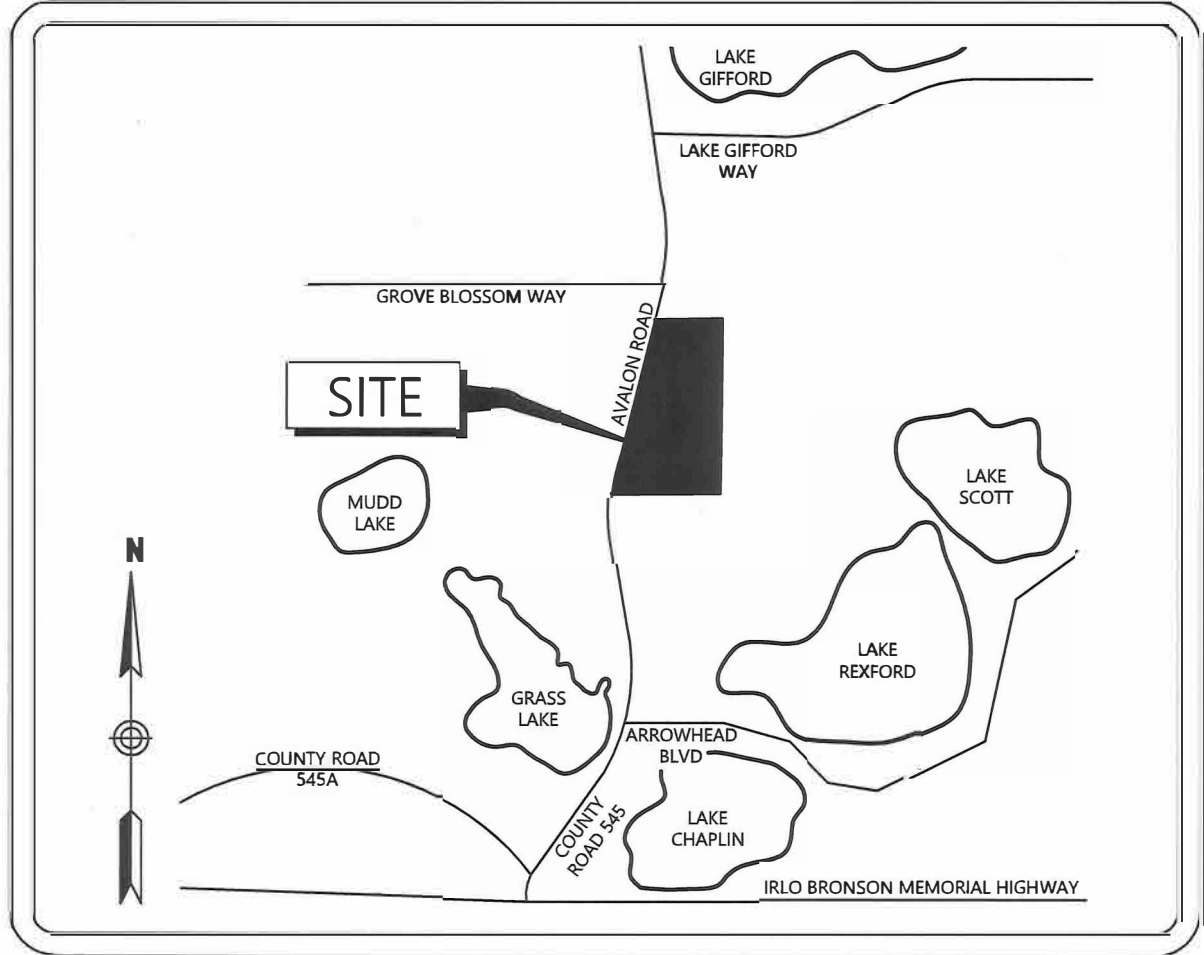 LAKE
GIFFORD
LAKE GIFFORD
WAY
GROVE BLOSSOM WAY
AVALON ROAD
SITE
LAKE
SCOTT
MUDD
LAKE
N
LAKE
REXFORD
GRASS
LAKE
ARROWHEAD
BLVD
COUNTY ROAD
545A
COUNTY
ROAD 545
LAKE
CHAPLIN
IRLO BRONSON MEMORIAL HIGHWAY